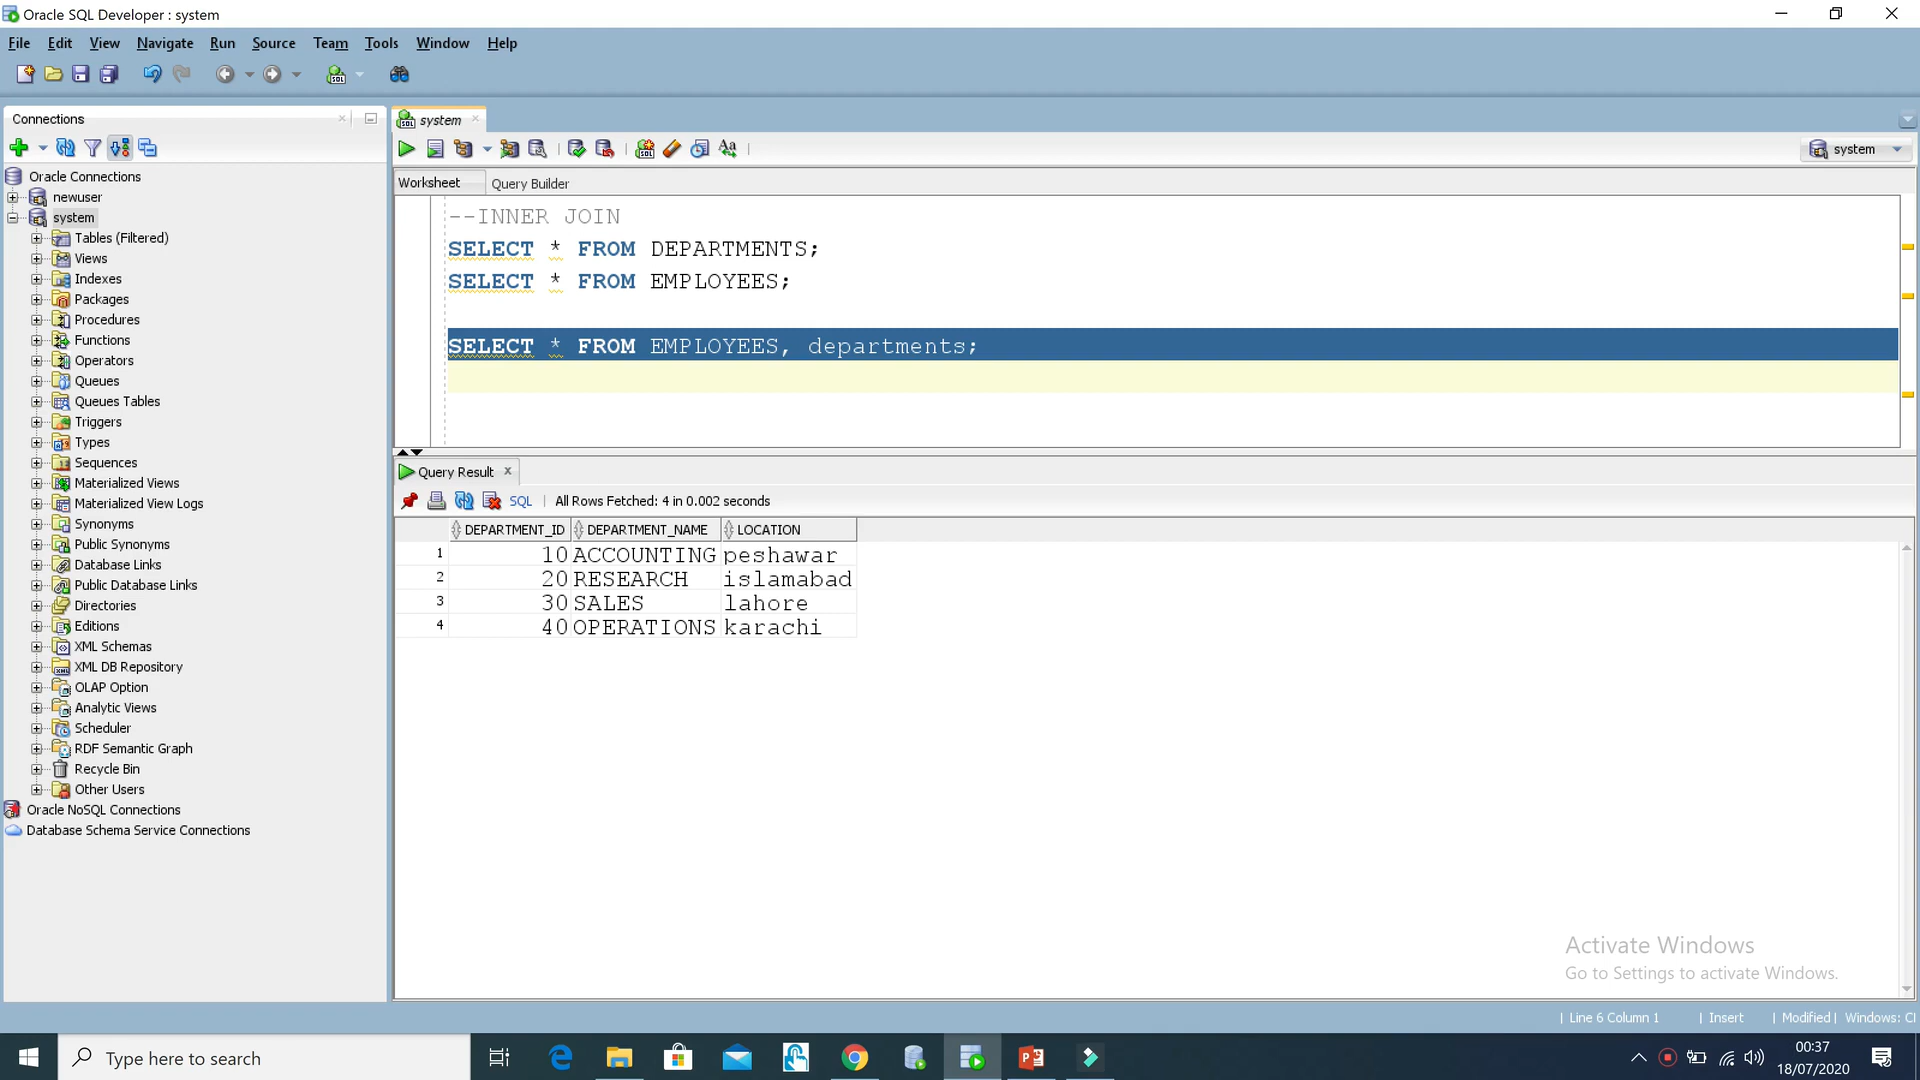 Oracle SQL Developer : system
File Edit View Navigate Run Source Team Tools Window Help
Connections
Oracle Connections
newuser
system
Tables (Filtered)
Views
Indexes
Packages
Procedures
Functions
Operators
Queues
Queues Tables
Triggers
Types
Sequences
Materialized Views
Materialized View Logs
Synonyms
Public Synonyms
Database Links
Public Database Links
Directories
Editions
XML Schemas
XML DB Repository
OLAP Option
Analytic Views
Scheduler
RDF Semantic Graph
Recycle Bin
Other Users
Oracle NoSQL Connections
Database Schema Service Connections
system
system
Worksheet Query Builder
--INNER JOIN
SELECT * FROM DEPARTMENTS;
SELECT * FROM EMPLOYEES;
SELECT * FROM EMPLOYEES, departments;
Query Result
SQL | All Rows Fetched: 4 in 0.002 seconds
DEPARTMENT_ID DEPARTMENT_NAME LOCATION
1 10 ACCOUNTING peshawar
2 20 RESEARCH islamabad
3 30 SALES lahore
4 40 OPERATIONS karachi
Activate Windows
Go to Settings to activate Windows.
| Line 6 Column 1 | Insert | Modified | Windows: Cl
Type here to search
00:37
18/07/2020